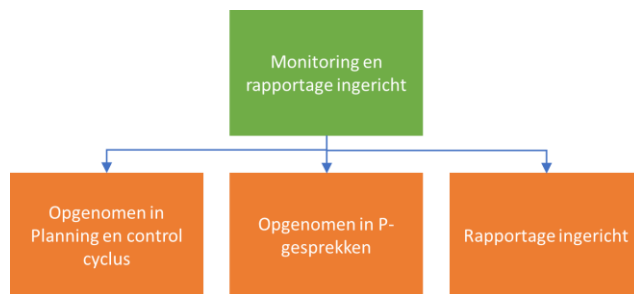 Monitoring en
rapportage ingericht
Opgenomen in
Planning en control
cyclus
Opgenomen in P-
gesprekken
Rapportage ingericht